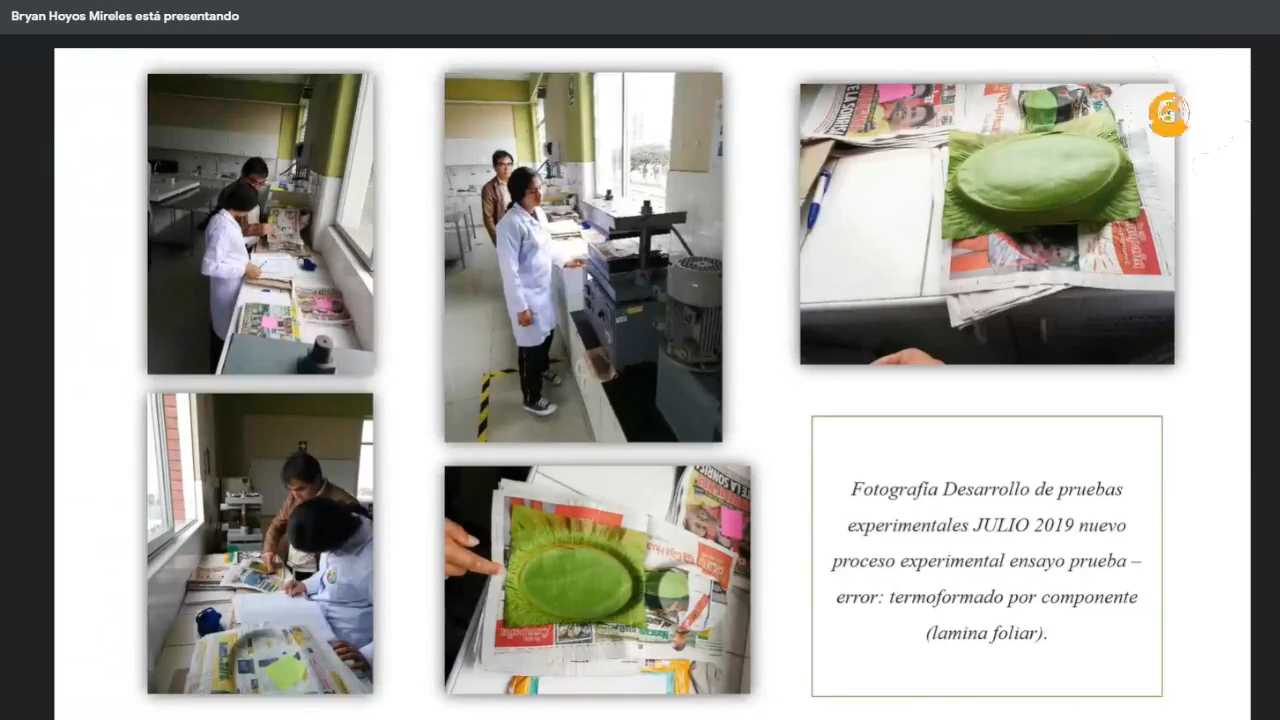 Bryan Hoyos Mireles está presentando
Fotografía Desarrollo de pruebas
experimentales JULIO 2019 nuevo
proceso experimental ensayo prueba –
error: termoformado por componente
(lamina foliar).